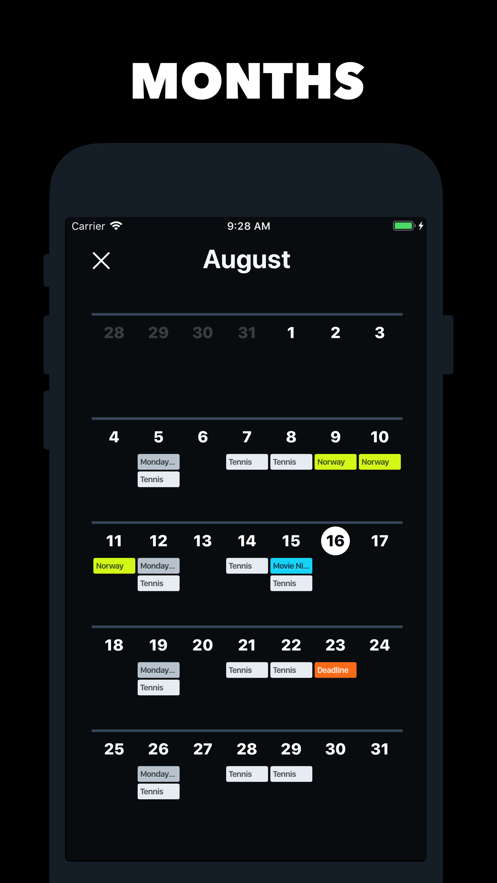 MONTHS
Carrier 9:28 AM
August
28 29 30 31 1 2 3
4 5 6 7 8 9 10
Monday... Tennis Tennis Norway Norway
Tennis
11 12 13 14 15 16 17
Norway Monday... Tennis Movie Ni...
Tennis Tennis
18 19 20 21 22 23 24
Monday... Tennis Tennis Deadline
Tennis
25 26 27 28 29 30 31
Monday... Tennis Tennis
Tennis